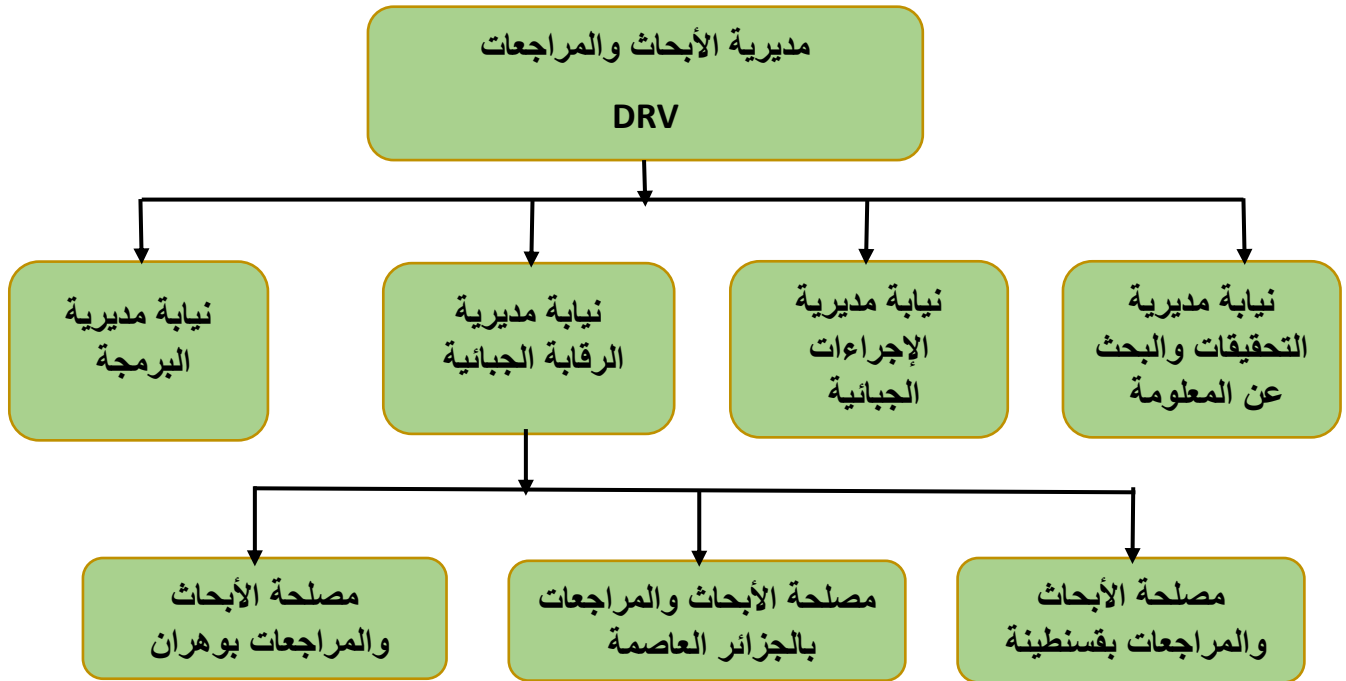 مديرية الأبحاث والمراجعات
DRV
نيابة مديرية
التحقيقات والبحث
عن المعلومة
نيابة مديرية
الإجراءات
الجبائية
نيابة مديرية
الرقابة الجبائية
نيابة مديرية
البرمجة
مصلحة الأبحاث
والمراجعات بقسنطينة
مصلحة الأبحاث والمراجعات
بالجزائر العاصمة
مصلحة الأبحاث
والمراجعات بوهران